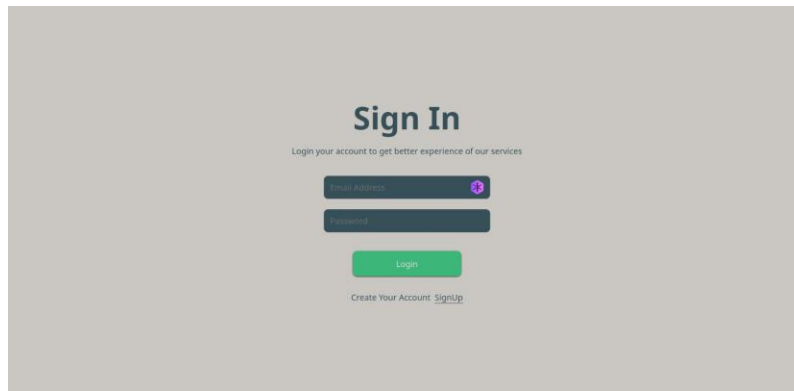 Sign In
Login your account to get better experience of our services
Email Address
Password
Login
Create Your Account SignUp